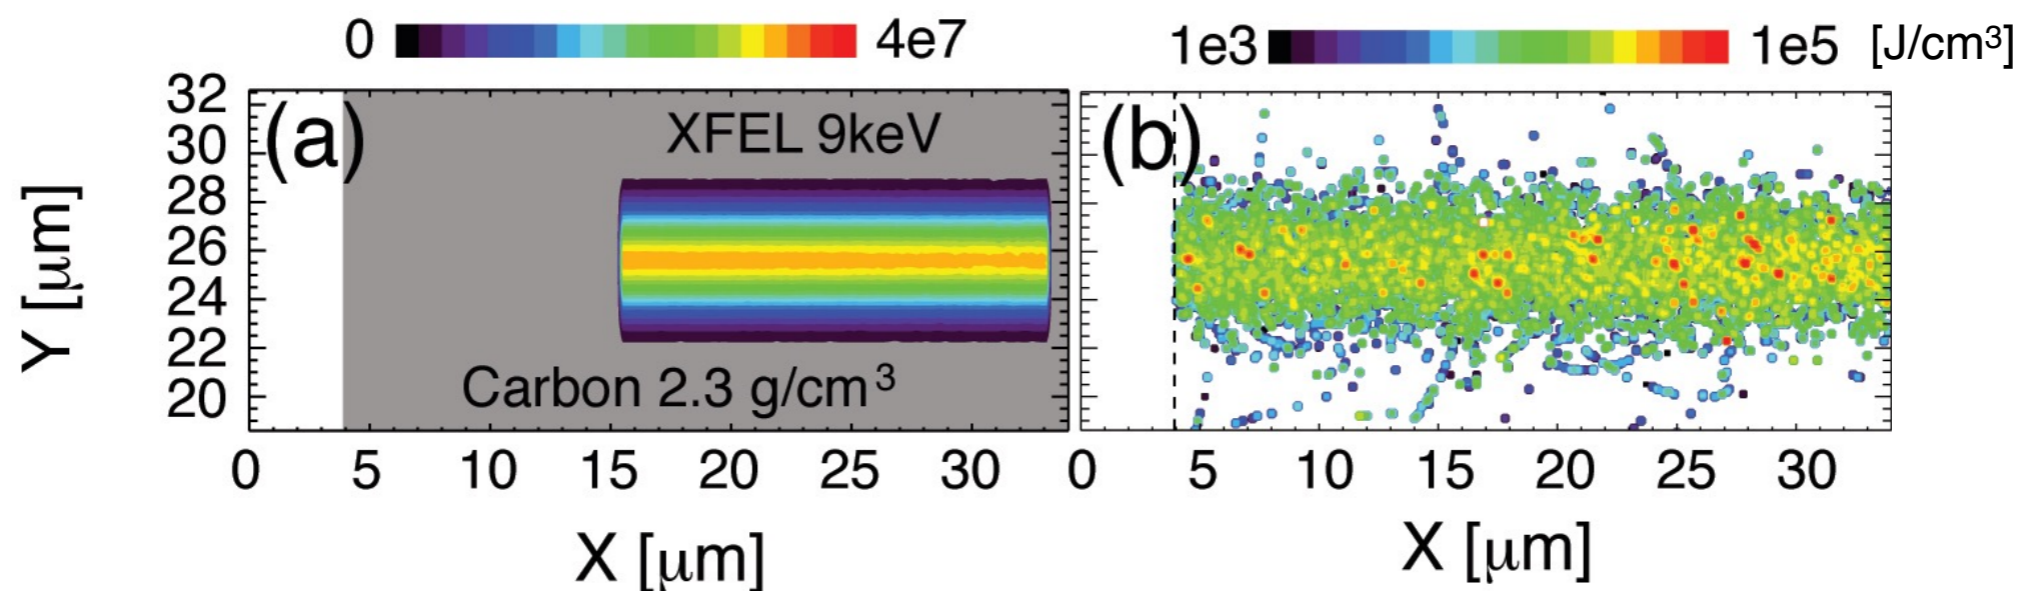 0 4e7
1e3 1e5 [J/cm³]
(a) XFEL 9keV
Carbon 2.3 g/cm³
(b)
Y [μm]
32
30
28
26
24
22
20
0 5 10 15 20 25 30
X [μm]
0 5 10 15 20 25 30
X [μm]